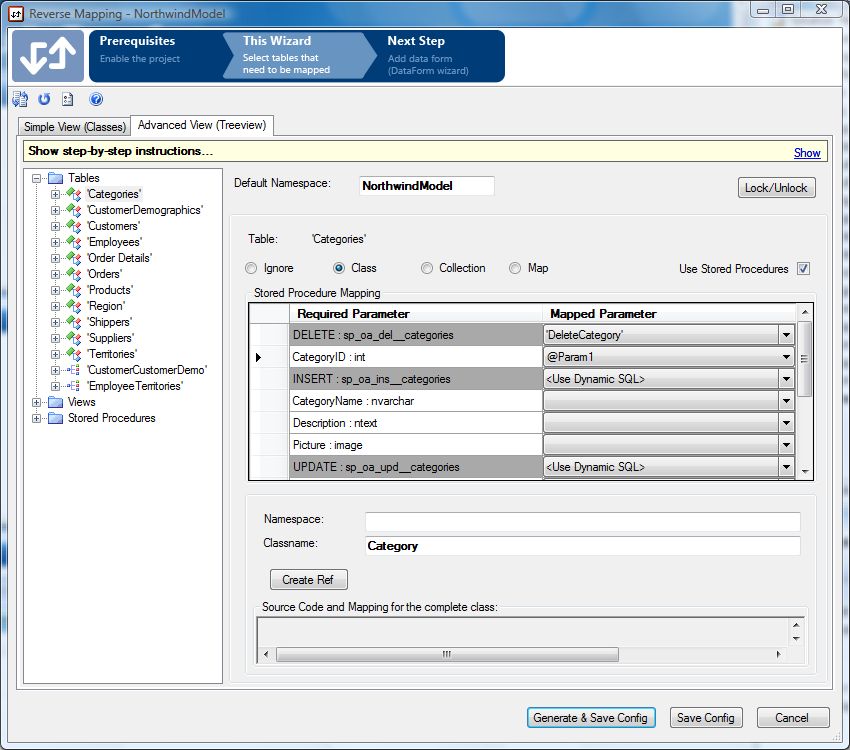 Reverse Mapping - NorthwindModel
Prerequisites
Enable the project
This Wizard
Select tables that
need to be mapped
Next Step
Add data form
(DataForm wizard)
Simple View (Classes)
Advanced View (Treeview)
Show step-by-step instructions...
Show
Tables
'Categories'
'CustomerDemographics'
'Customers'
'Employees'
'Order Details'
'Orders'
'Products'
'Region'
'Shippers'
'Suppliers'
'Territories'
'CustomerCustomerDemo'
'EmployeeTerritories'
Views
Stored Procedures
Default Namespace:
NorthwindModel
Lock/Unlock
Table:
'Categories'
Ignore
Class
Collection
Map
Use Stored Procedures
Stored Procedure Mapping
Required Parameter
Mapped Parameter
DELETE : sp_oa_del__categories
'DeleteCategory'
CategoryID : int
@Param1
INSERT : sp_oa_ins__categories
<Use Dynamic SQL>
CategoryName : nvarchar
Description : ntext
Picture : image
UPDATE : sp_oa_upd__categories
<Use Dynamic SQL>
Namespace:
Classname:
Category
Create Ref
Source Code and Mapping for the complete class:
Generate & Save Config
Save Config
Cancel